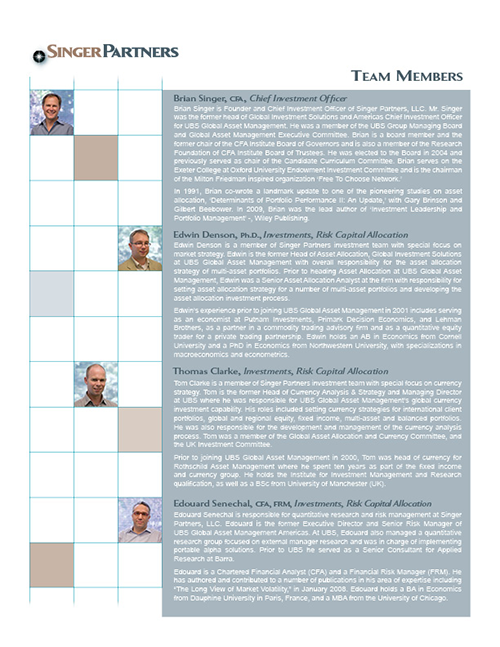 SINGERPARTNERS
TEAM MEMBERS
Brian Singer, CFA, Chief Investment Officer
Brian Singer is Founder and Chief Investment Officer of Singer Partners, LLC. Mr. Singer
was the former head of Global Investment Solutions and Americas Chief Investment Officer
for UBS Global Asset Management. He was a member of the UBS Group Managing Board
and Global Asset Management Executive Committee. Brian is a board member and the
former chair of the CFA Institute Board of Governors and is also a member of the Research
Foundation of CFA Institute Board of Trustees. He was elected to the Board in 2004 and
previously served as chair of the Candidate Curriculum Committee. Brian serves on the
Exeter College at Oxford University Endowment Investment Committee and is the chairman
of the Milton Friedman inspired organization 'Free To Choose Network.'
In 1991, Brian co-wrote a landmark update to one of the pioneering studies on asset
allocation, 'Determinants of Portfolio Performance II: An Update,' with Gary Brinson and
Gilbert Beebower. In 2009, Brian was the lead author of 'Investment Leadership and
Portfolio Management' -, Wiley Publishing.
Edwin Denson, Ph.D., Investments, Risk Capital Allocation
Edwin Denson is a member of Singer Partners investment team with special focus on
market strategy. Edwin is the former Head of Asset Allocation, Global Investment Solutions
at UBS Global Asset Management with overall responsibility for the asset allocation
strategy of multi-asset portfolios. Prior to heading Asset Allocation at UBS Global Asset
Management, Edwin was a Senior Asset Allocation Analyst at the firm with responsibility for
setting asset allocation strategy for a number of multi-asset portfolios and developing the
asset allocation investment process.
Edwin's experience prior to joining UBS Global Asset Management in 2001 includes serving
as an economist at Putnam Investments, Primark Decision Economics, and Lehman
Brothers, as a partner in a commodity trading advisory firm and as a quantitative equity
trader for a private trading partnership. Edwin holds an AB in Economics from Cornell
University and a PhD in Economics from Northwestern University, with specializations in
macroeconomics and econometrics.
Thomas Clarke, Investments, Risk Capital Allocation
Tom Clarke is a member of Singer Partners investment team with special focus on currency
strategy. Tom is the former Head of Currency Analysis & Strategy and Managing Director
at UBS where he was responsible for UBS Global Asset Management's global currency
investment capability. His roles included setting currency strategies for international client
portfolios, global and regional equity, fixed income, multi-asset and balanced portfolios.
He was also responsible for the development and management of the currency analysis
process. Tom was a member of the Global Asset Allocation and Currency Committee, and
the UK Investment Committee.
Prior to joining UBS Global Asset Management in 2000, Tom was head of currency for
Rothschild Asset Management where he spent ten years as part of the fixed income
and currency group. He holds the Institute for Investment Management and Research
qualification, as well as a BSc from University of Manchester (UK).
Edouard Senechal, CFA, FRM, Investments, Risk Capital Allocation
Edouard Senechal is responsible for quantitative research and risk management at Singer
Partners, LLC. Edouard is the former Executive Director and Senior Risk Manager of
UBS Global Asset Management Americas. At UBS, Edouard also managed a quantitative
research group focused on external manager research and was in charge of implementing
portable alpha solutions. Prior to UBS he served as a Senior Consultant for Applied
Research at Barra.
Edouard is a Chartered Financial Analyst (CFA) and a Financial Risk Manager (FRM). He
has authored and contributed to a number of publications in his area of expertise including
"The Long View of Market Volatility," in January 2008. Edouard holds a BA in Economics
from Dauphine University in Paris, France, and a MBA from the University of Chicago.